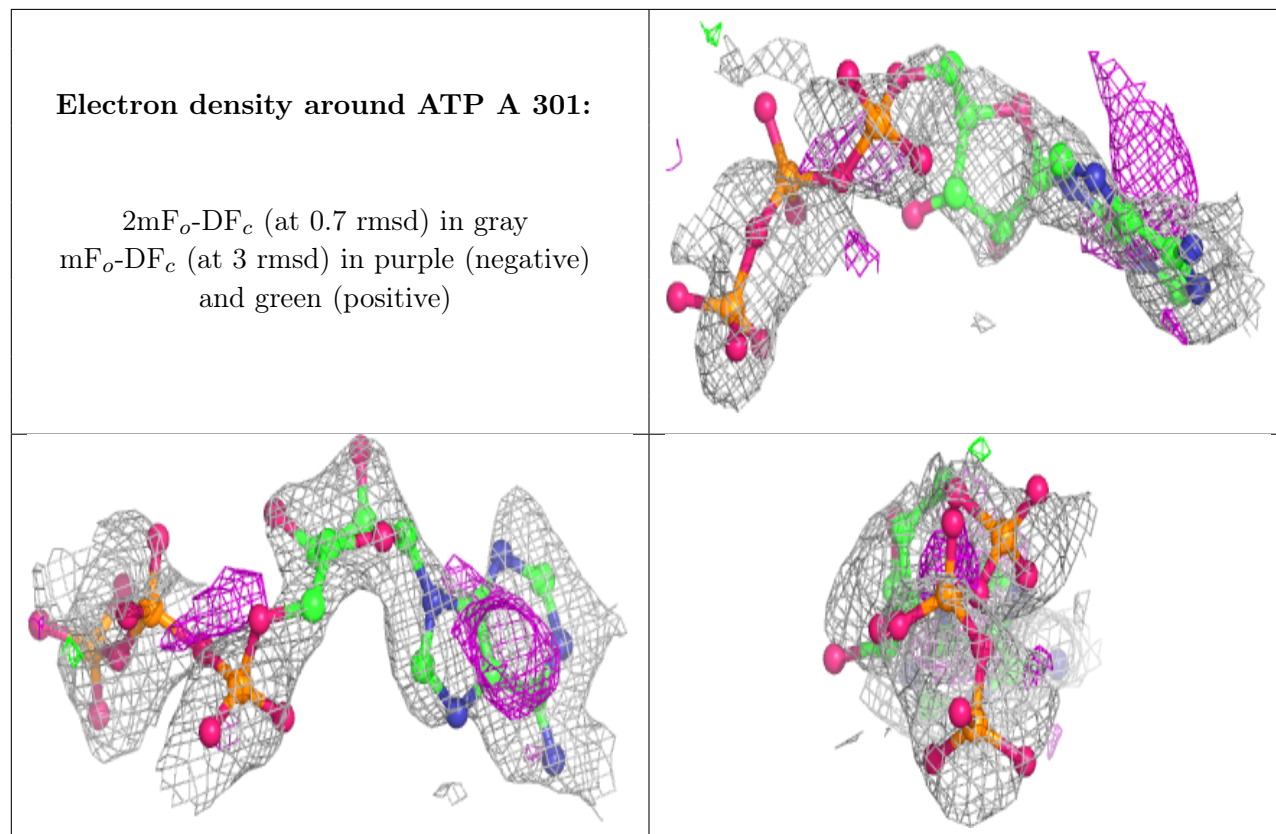 Electron density around ATP A 301:
2mFo-DFc (at 0.7 rmsd) in gray
mFo-DFc (at 3 rmsd) in purple (negative)
and green (positive)